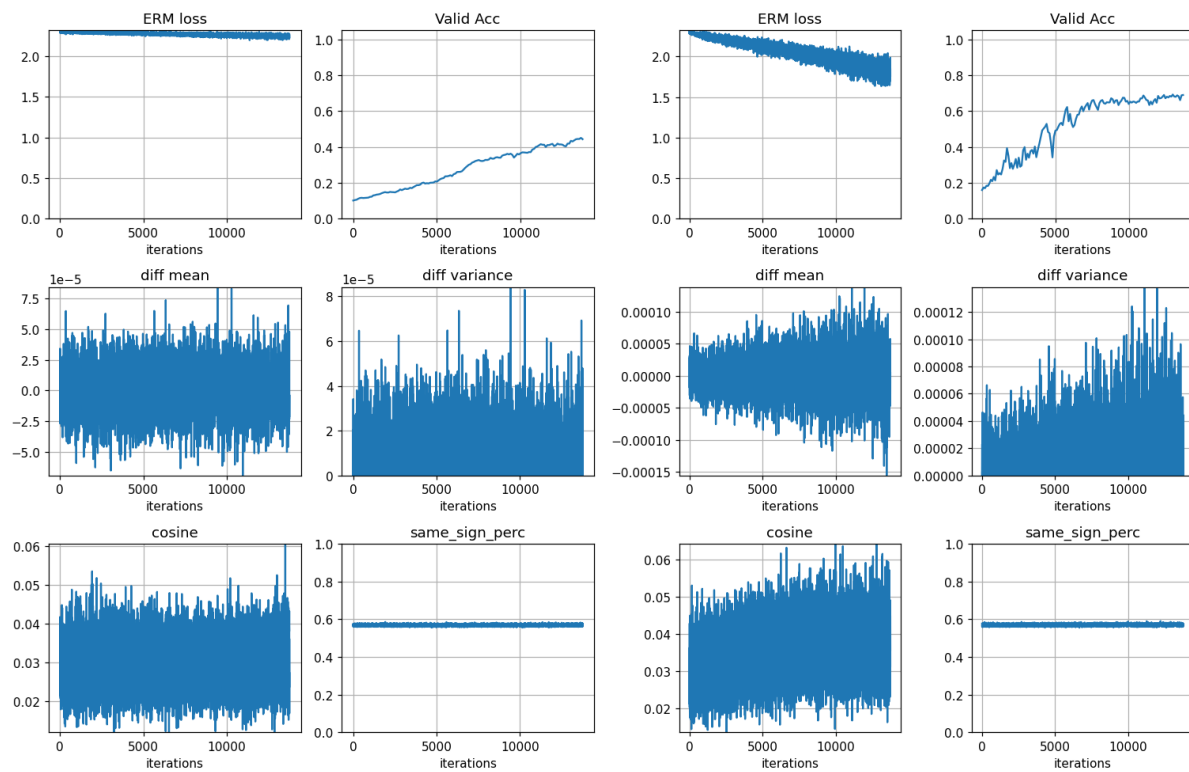 ERM loss
2.0
1.5
1.0
0.5
0.0
0 10000
iterations
Valid Acc
1.0
0.8
0.6
0.4
0.2
0.0
0 5000 10000
iterations
ERM loss
2.0
1.5
1.0
0.5
0.0
0 5000 10000
iterations
Valid Acc
1.0
0.8
0.6
0.4
0.2
0.0
0 10000
iterations
diff mean
1e−5
7.5
5.0
2.5
0.0
−2.5
−5.0
0 5000 10000
iterations
diff variance
1e−5
8
6
4
2
0
0 5000 10000
iterations
diff mean
0.00010
0.00005
0.00000
−0.00005
−0.00010
−0.00015
0 5000 10000
iterations
diff variance
0.00012
0.00010
0.00008
0.00006
0.00004
0.00002
0.00000
0 5000 10000
iterations
cosine
0.06
0.05
0.04
0.03
0.02
0 5000 10000
iterations
same_sign_perc
1.0
0.8
0.6
0.4
0.2
0.0
0 5000 10000
iterations
cosine
0.06
0.05
0.04
0.03
0.02
0 5000 10000
iterations
same_sign_perc
1.0
0.8
0.6
0.4
0.2
0.0
0 5000 10000
iterations